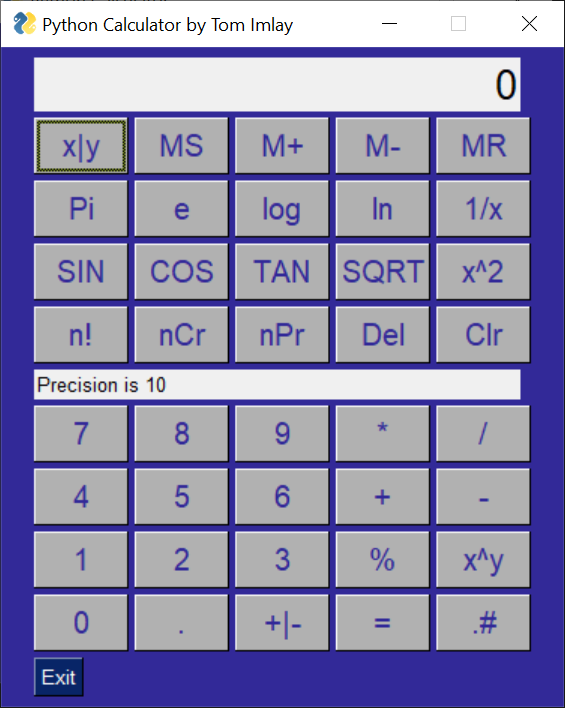 Python Calculator by Tom Imlay
0
x|y MS M+ M- MR
Pi e log ln 1/x
SIN COS TAN SQRT x^2
n! nCr nPr Del Clr
Precision is 10
7 8 9 * /
4 5 6 + -
1 2 3 % x^y
0 . +|- = .#
Exit